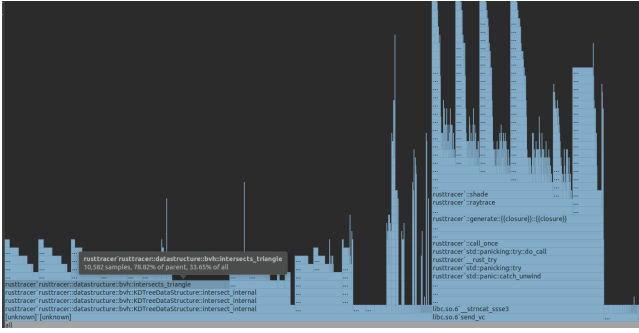 rusttracer`::shade
rusttracer`::raytrace
rusttracer`::generate::{{closure}}::{{closure}}
rusttracer`::call_once
rusttracer`std::panicking::try::do_call
rusttracer`__rust_try
rusttracer`std::panicking::try
rusttracer`std::panic::catch_unwind
rusttracer`rusttracer::datastructure::bvh::intersects_triangle
10,582 samples, 78.82% of parent, 33.65% of all
rusttracer`rusttracer::datastructure::bvh::intersects_triangle
rusttracer`rusttracer::datastructure::bvh::KDTreeDataStructure::intersect_internal
rusttracer`rusttracer::datastructure::bvh::KDTreeDataStructure::intersect_internal
rusttracer`rusttracer::datastructure::bvh::KDTreeDataStructure::intersect_internal
libc.so.6`__strncat_ssse3
[unknown]`[unknown]
libc.so.6`send_vc
all